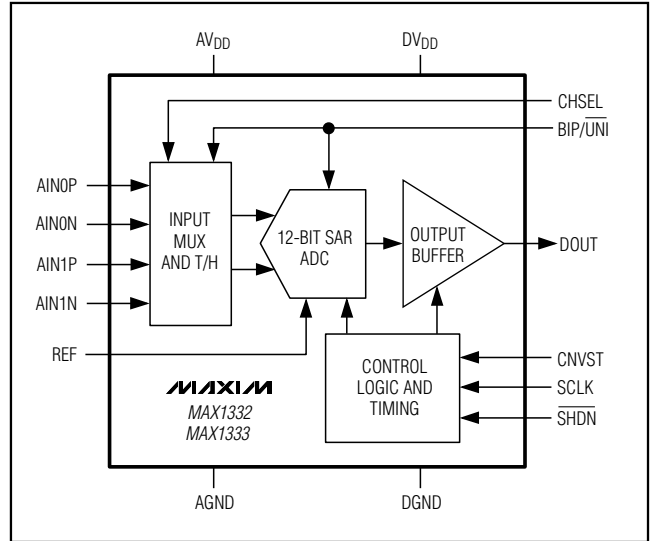 AVDD
DVDD
CHSEL
BIP/UNI
AIN0P
AIN0N
AIN1P
AIN1N
INPUT
MUX
AND T/H
12-BIT SAR
ADC
OUTPUT
BUFFER
DOUT
REF
CONTROL
LOGIC AND
TIMING
CNVST
SCLK
SHDN
MAXIM
MAX1332
MAX1333
AGND
DGND